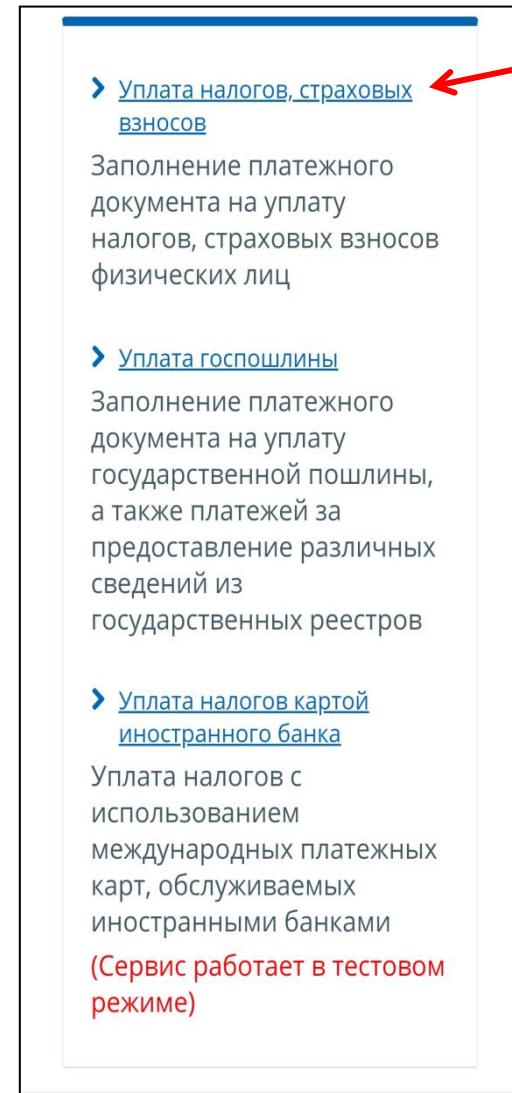 Уплата налогов, страховых
взносов
Заполнение платежного
документа на уплату
налогов, страховых взносов
физических лиц
Уплата госпошлины
Заполнение платежного
документа на уплату
государственной пошлины,
а также платежей за
предоставление различных
сведений из
государственных реестров
Уплата налогов картой
иностранного банка
Уплата налогов с
использованием
международных платежных
карт, обслуживаемых
иностранными банками
(Сервис работает в тестовом
режиме)